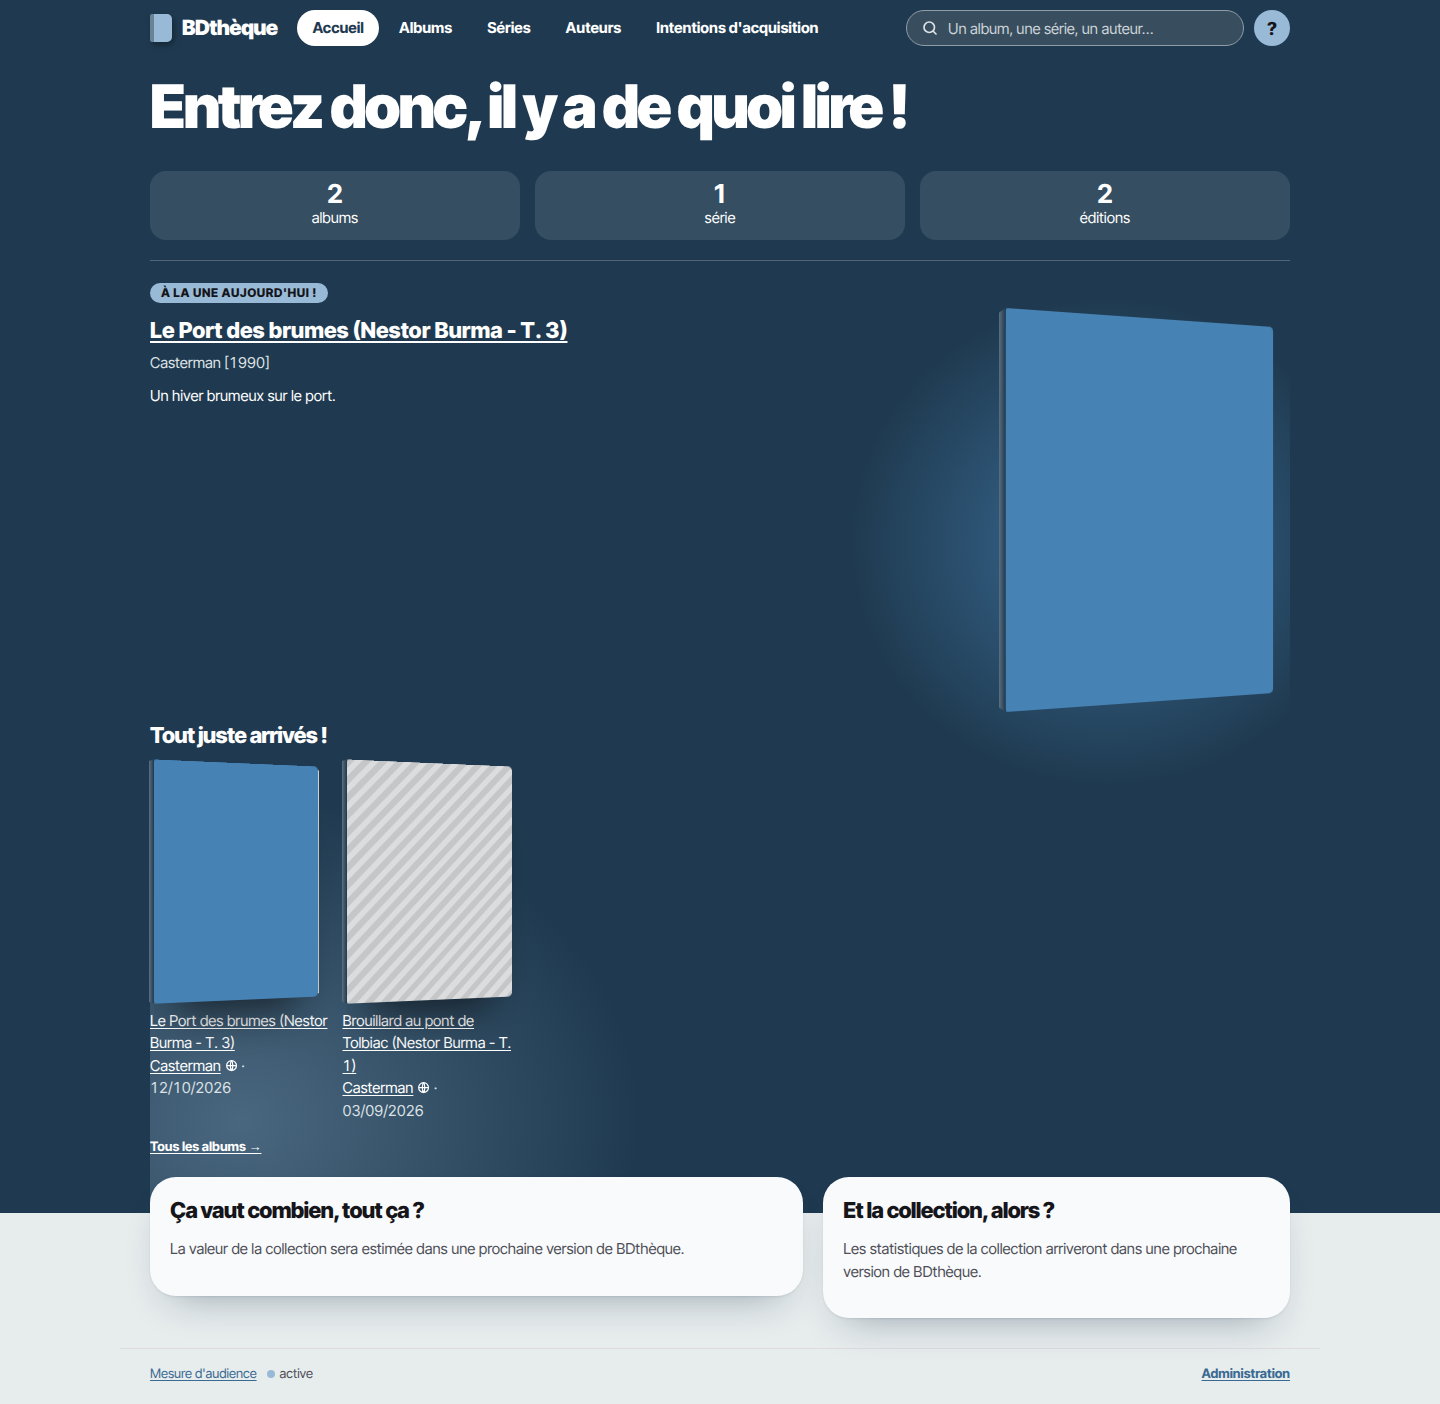 BDthèque
Accueil
Albums
Séries
Auteurs
Intentions d'acquisition
Un album, une série, un auteur...
?
Entrez donc, il y a de quoi lire !
2
albums
1
série
2
éditions
À LA UNE AUJOURD'HUI !
Le Port des brumes (Nestor Burma - T. 3)
Casterman [1990]
Un hiver brumeux sur le port.
Tout juste arrivés !
Le Port des brumes (Nestor
Burma - T. 3)
Casterman ·
12/10/2026
Brouillard au pont de
Tolbiac (Nestor Burma - T.
1)
Casterman ·
03/09/2026
Tous les albums →
Ça vaut combien, tout ça ?
La valeur de la collection sera estimée dans une prochaine version de BDthèque.
Et la collection, alors ?
Les statistiques de la collection arriveront dans une prochaine
version de BDthèque.
Mesure d'audience
active
Administration